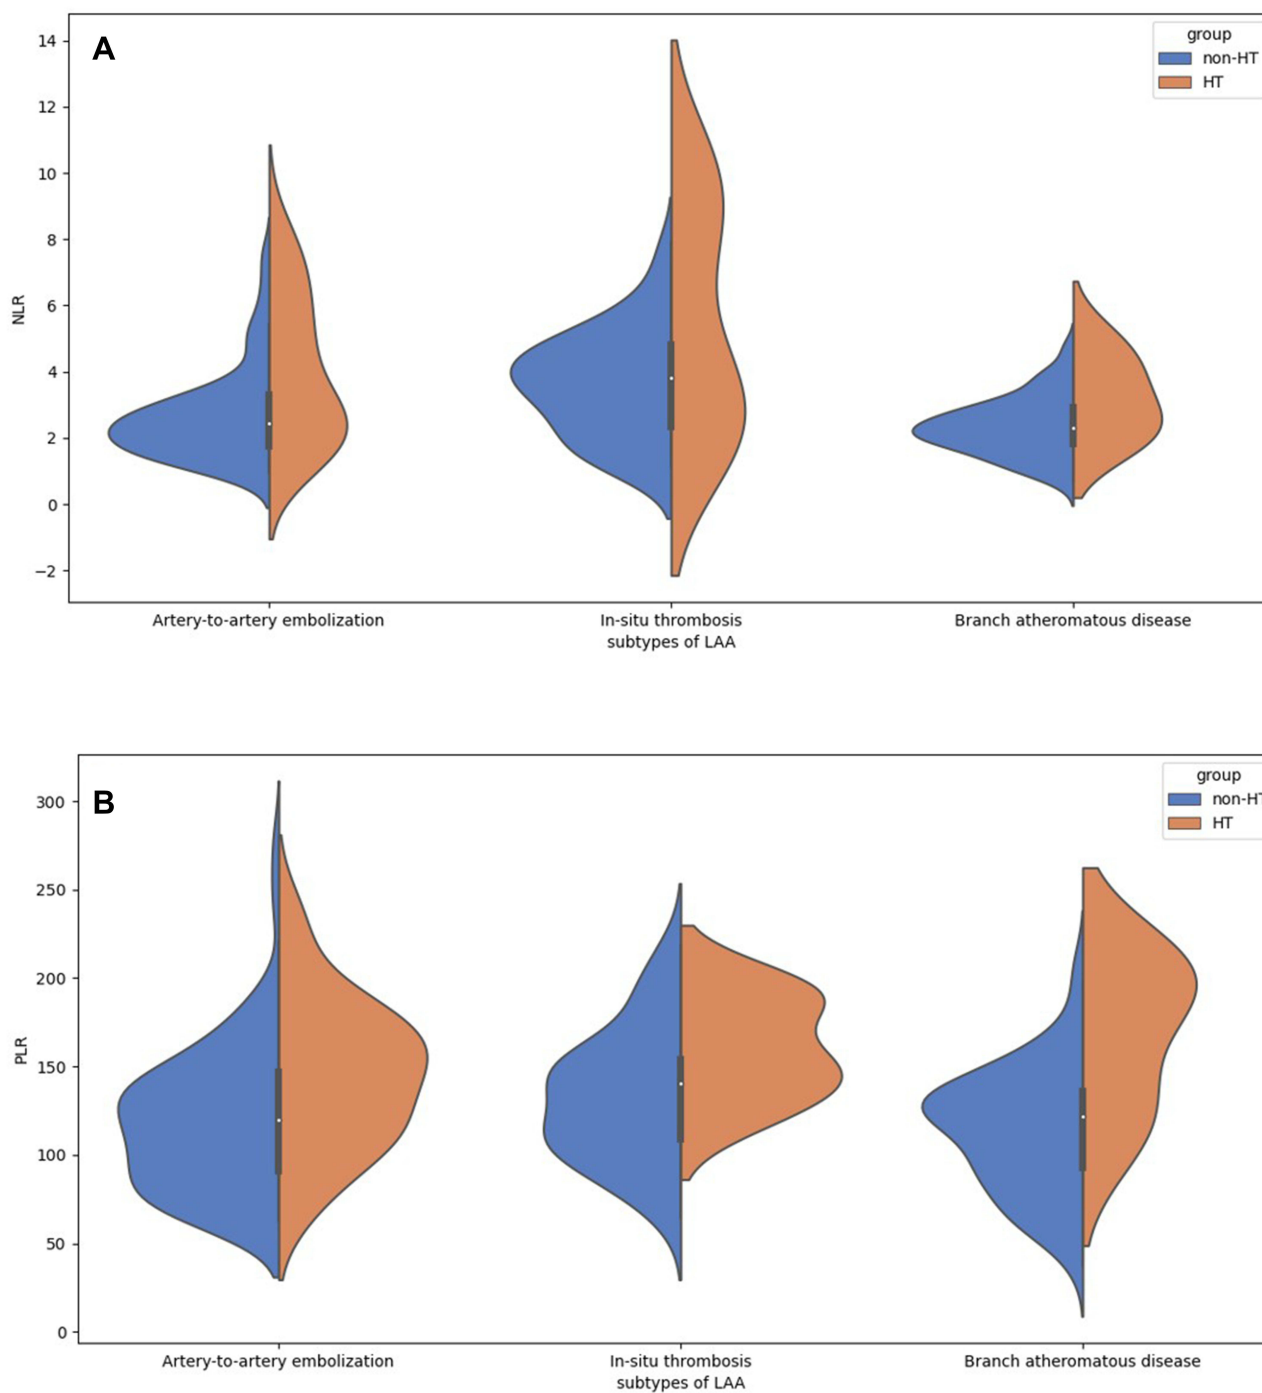 A
group
non-HT
HT
14
12
10
8
6
4
2
0
−2
NLR
Artery-to-artery embolization
In-situ thrombosis
Branch atheromatous disease
subtypes of LAA
B
group
non-HT
HT
300
250
200
150
100
50
0
PLR
Artery-to-artery embolization
In-situ thrombosis
Branch atheromatous disease
subtypes of LAA